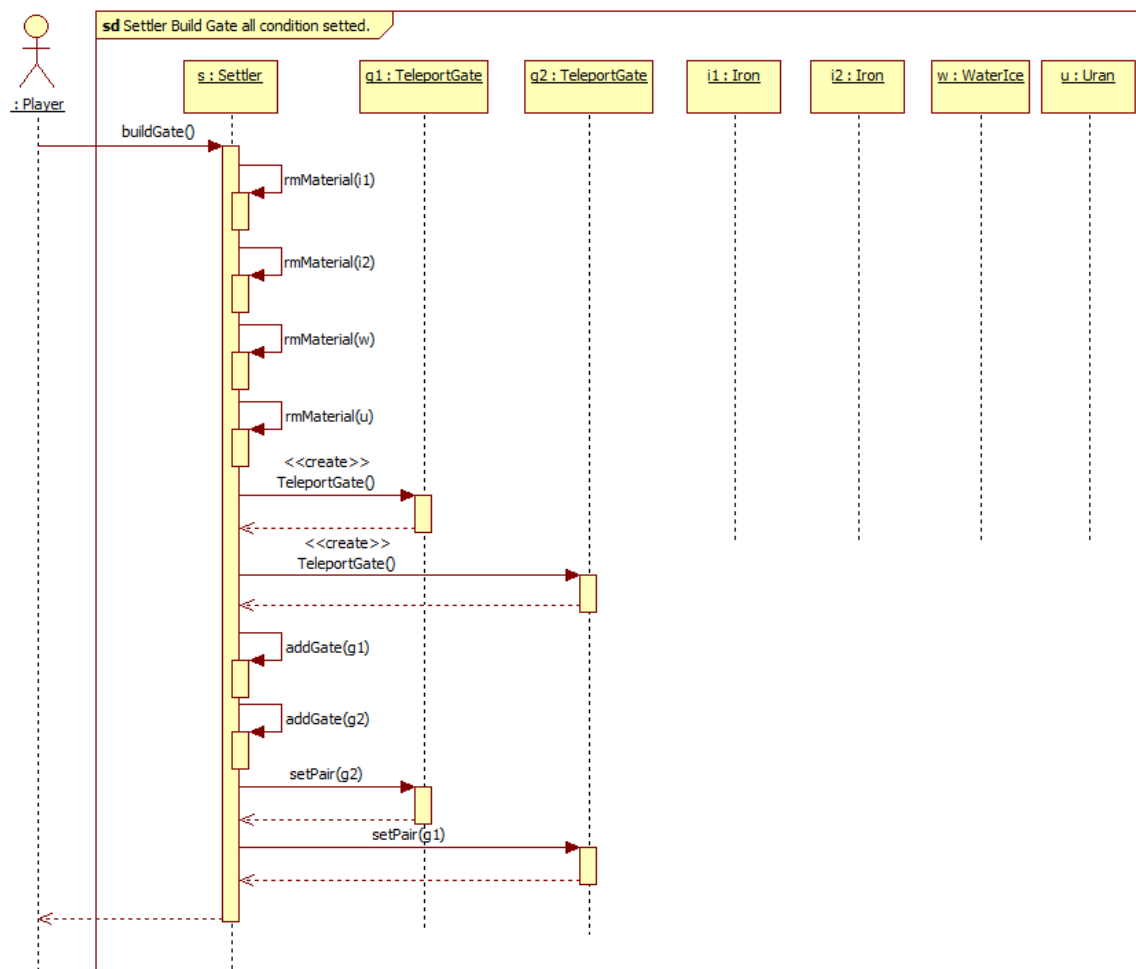 sd Settler Build Gate all condition setted.
: Player
s : Settler
g1 : TeleportGate
g2 : TeleportGate
i1 : Iron
i2 : Iron
w : WaterIce
u : Uran
buildGate()
rmMaterial(i1)
rmMaterial(i2)
rmMaterial(w)
rmMaterial(u)
<<create>>
TeleportGate()
<<create>>
TeleportGate()
addGate(g1)
addGate(g2)
setPair(g2)
setPair(g1)